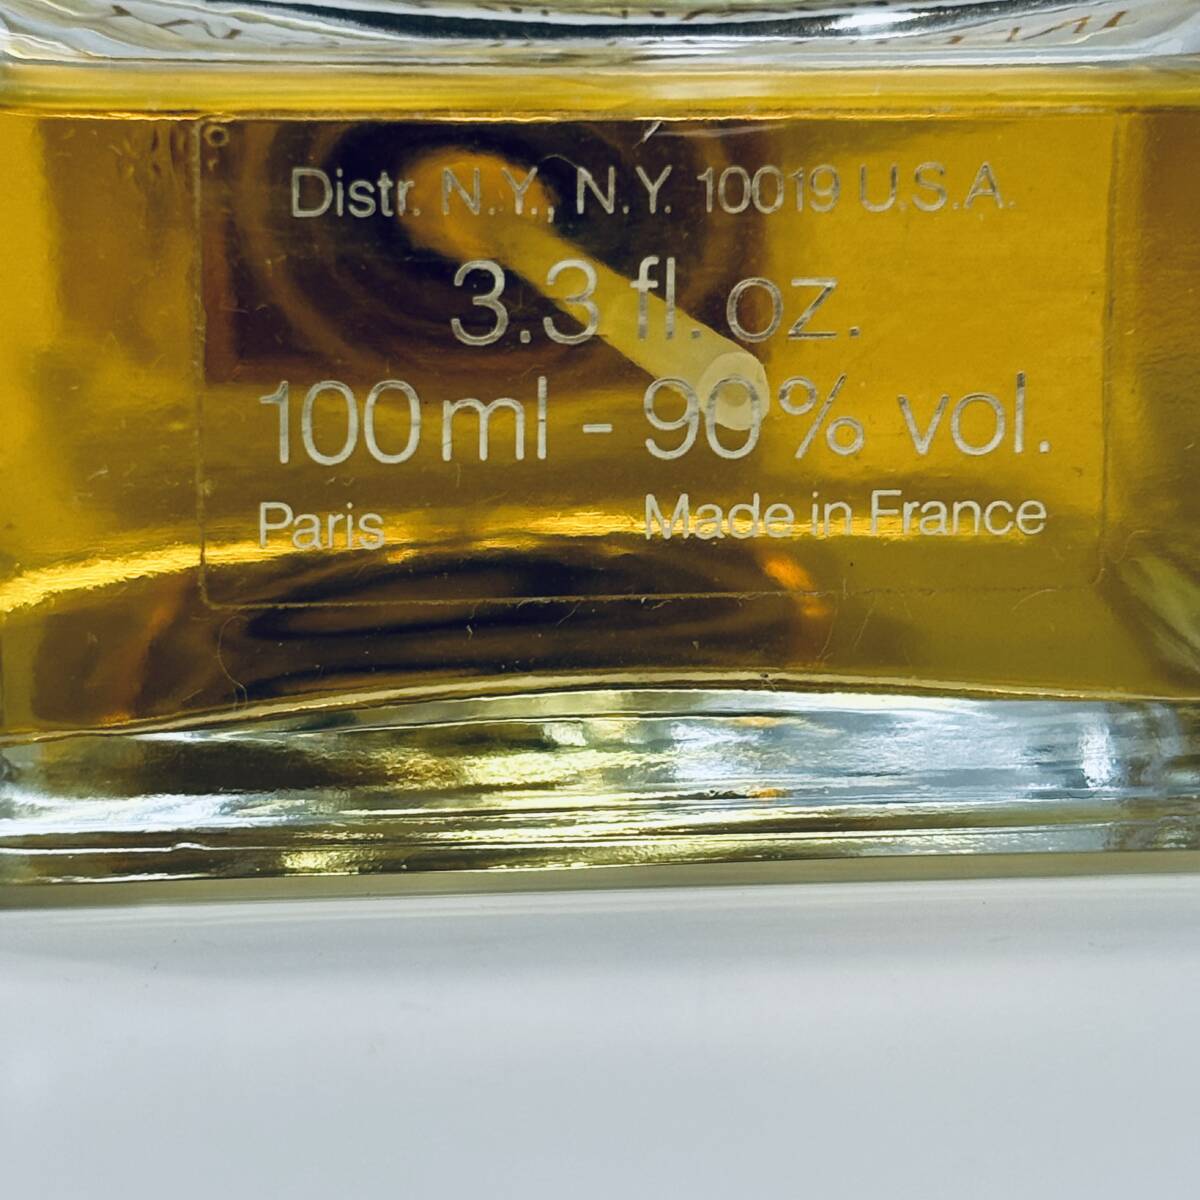 Distr. N.Y., N.Y. 10019 U.S.A.
3.3 fl. oz.
100 ml - 90% vol.
Paris Made in France